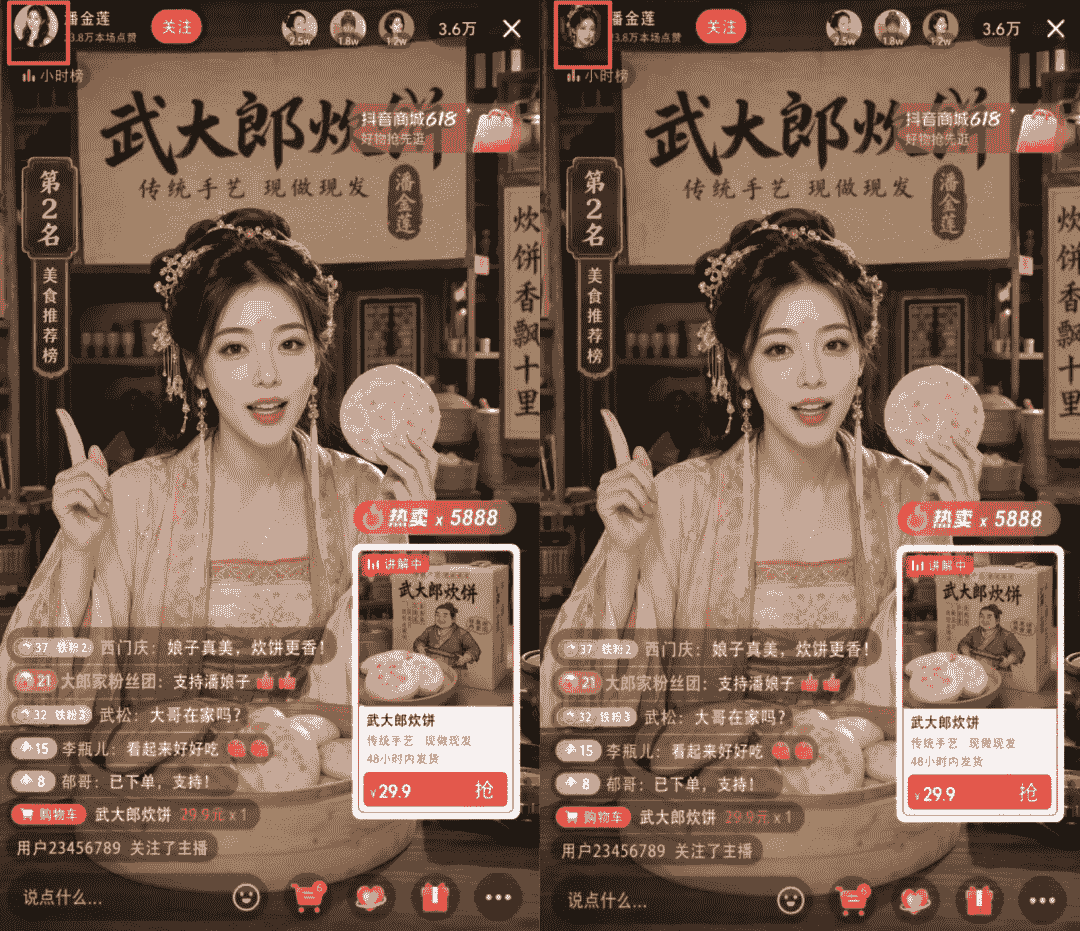 潘金莲
3.8万本场点赞
关注
2.5w
1.8w
1.2w
3.6万
小时榜
武大郎炊饼
抖音商城618
好物抢先逛
传统手艺 现做现发
潘金莲
第2名
美食推荐榜
炊饼香飘十里
热卖 x 5888
讲解中
武大郎炊饼
37 铁粉2 西门庆：娘子真美，炊饼更香！
21 大郎家粉丝团：支持潘娘子
32 铁粉3 武松：大哥在家吗？
15 李瓶儿：看起来好好吃
8 郁哥：已下单，支持！
购物车 武大郎炊饼 29.9元 x 1
用户23456789 关注了主播
武大郎炊饼
传统手艺 现做现发
48小时内发货
¥29.9 抢
说点什么...
6
潘金莲
3.8万本场点赞
关注
2.5w
1.8w
1.2w
3.6万
小时榜
武大郎炊饼
抖音商城618
好物抢先逛
传统手艺 现做现发
潘金莲
第2名
美食推荐榜
炊饼香飘十里
热卖 x 5888
讲解中
武大郎炊饼
37 铁粉2 西门庆：娘子真美，炊饼更香！
21 大郎家粉丝团：支持潘娘子
32 铁粉3 武松：大哥在家吗？
15 李瓶儿：看起来好好吃
8 郁哥：已下单，支持！
购物车 武大郎炊饼 29.9元 x 1
用户23456789 关注了主播
武大郎炊饼
传统手艺 现做现发
48小时内发货
¥29.9 抢
说点什么...
6